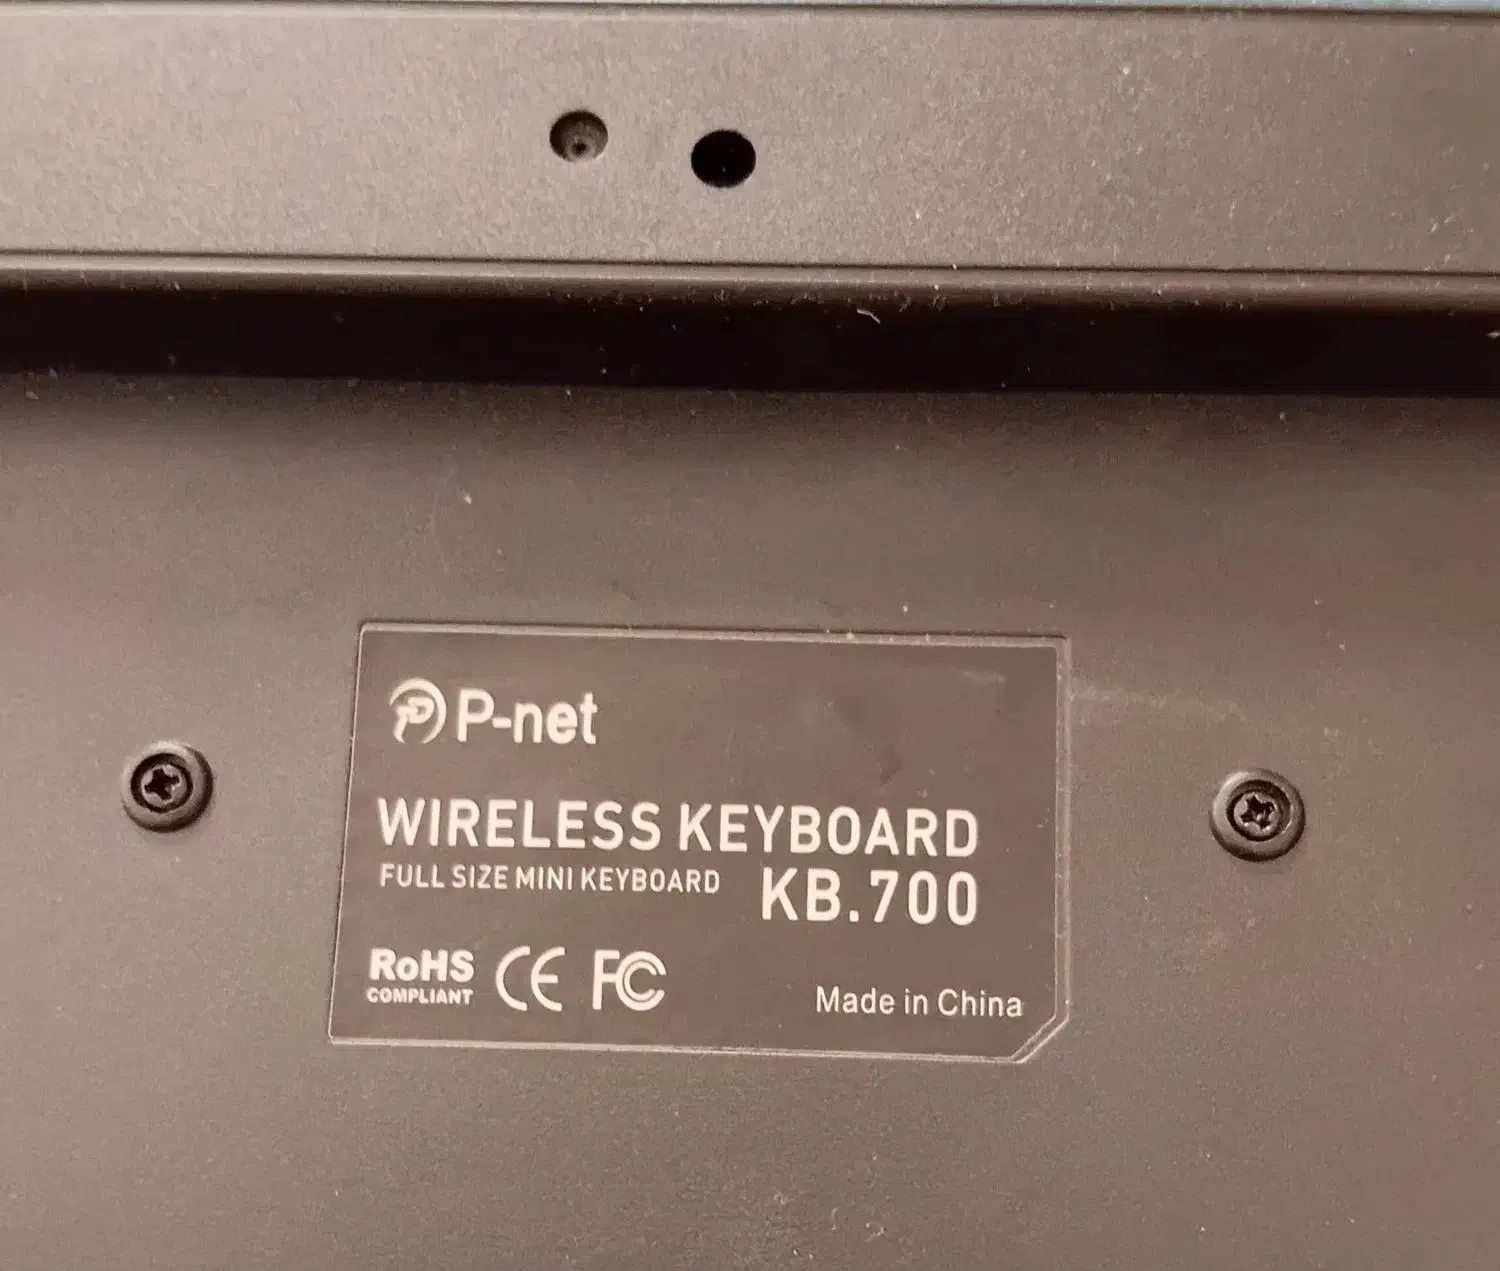 P-net
WIRELESS KEYBOARD
FULL SIZE MINI KEYBOARD
KB.700
RoHS
COMPLIANT
CE FC
Made in China